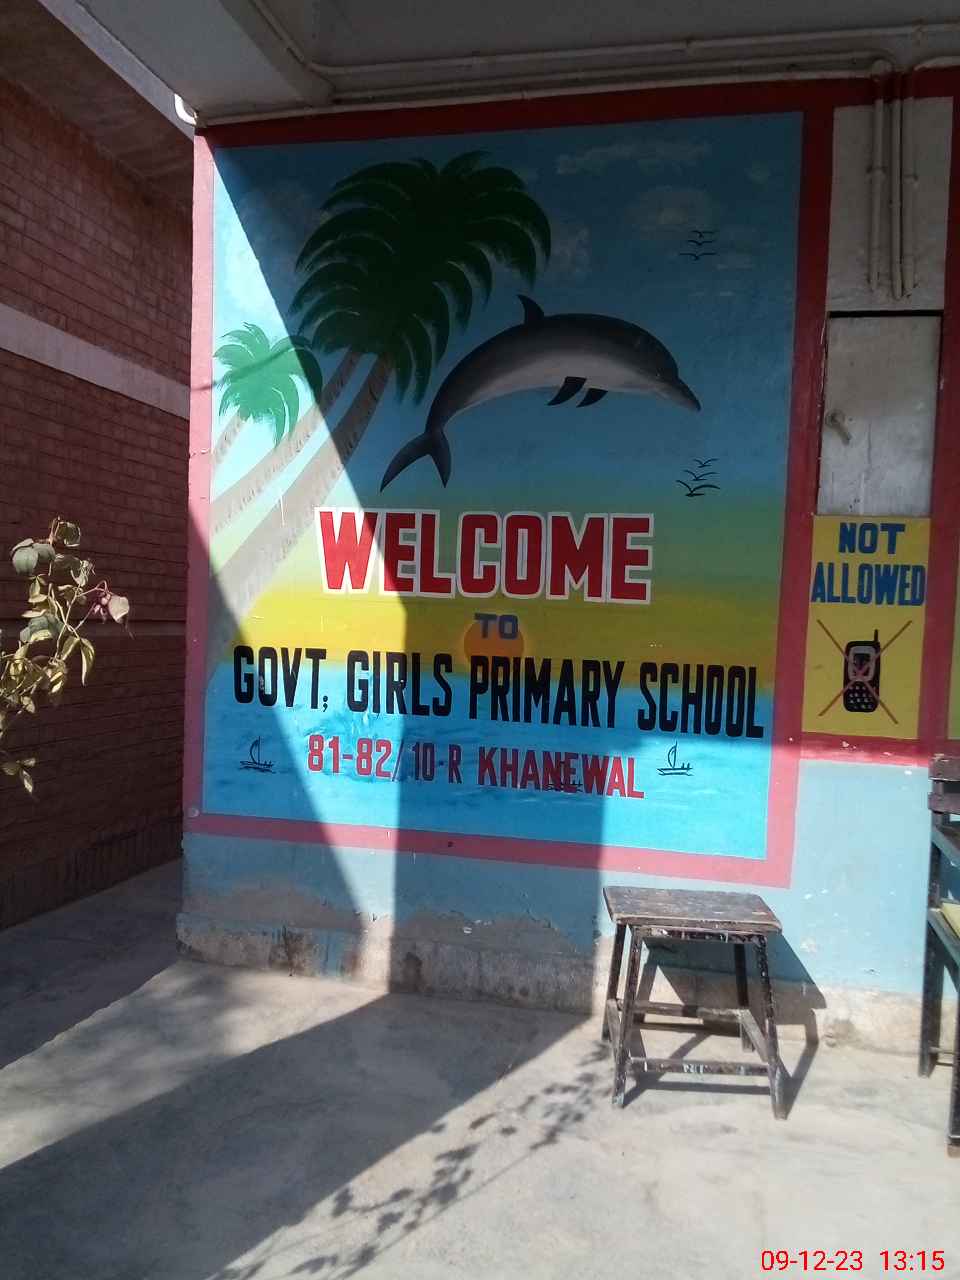 WELCOME
TO
GOVT; GIRLS PRIMARY SCHOOL
81-82/10-R KHANEWAL
NOT
ALLOWED
09-12-23 13:15